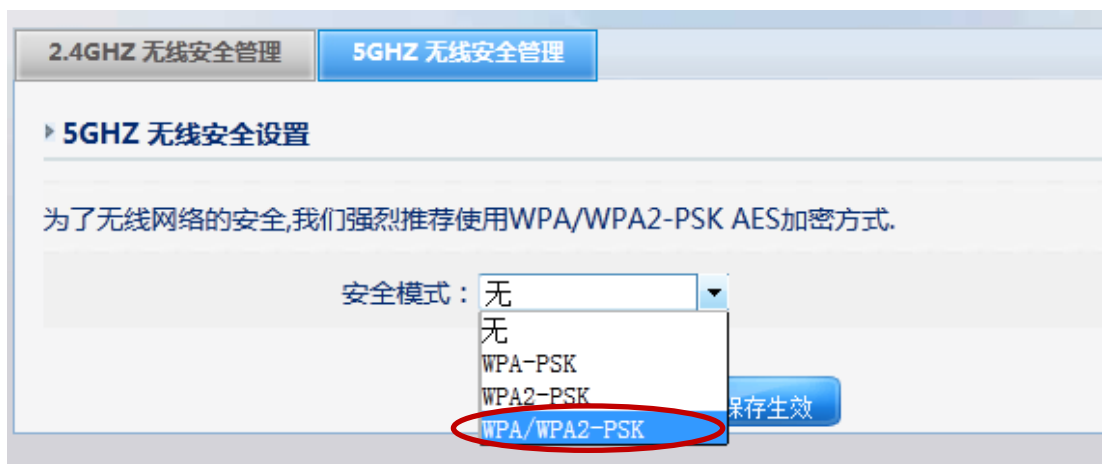 2.4GHZ 无线安全管理
5GHZ 无线安全管理
5GHZ 无线安全设置
为了无线网络的安全,我们强烈推荐使用WPA/WPA2-PSK AES加密方式.
安全模式：无
无
WPA-PSK
WPA2-PSK
保存生效
WPA/WPA2-PSK